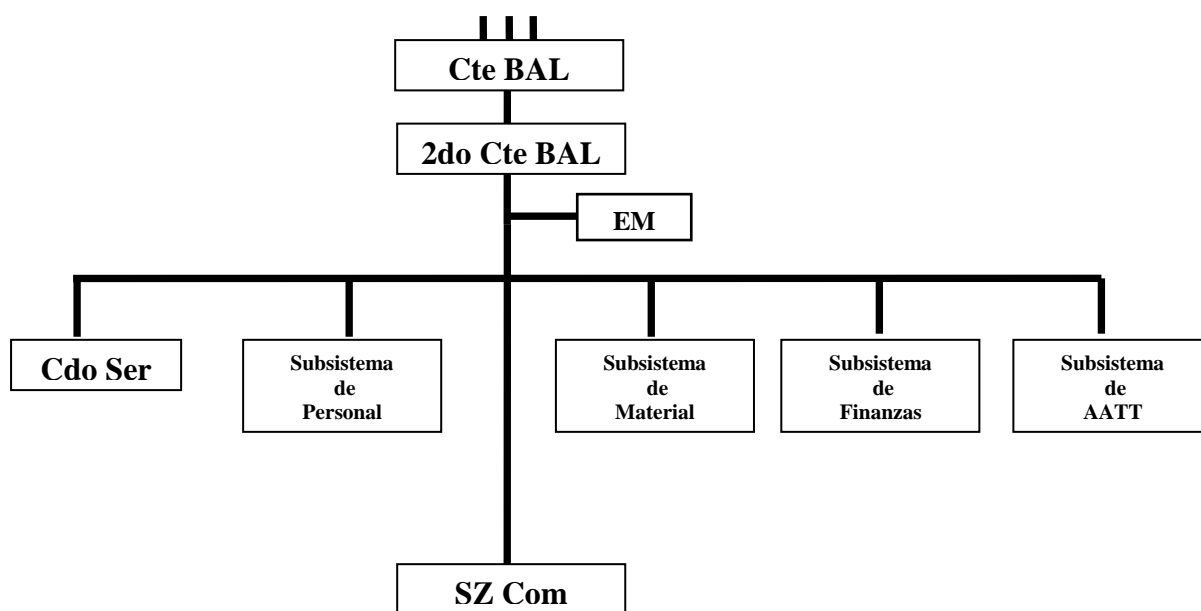 Cte BAL
2do Cte BAL
EM
Cdo Ser
Subsistema
de
Personal
Subsistema
de
Material
Subsistema
de
Finanzas
Subsistema
de
AATT
SZ Com